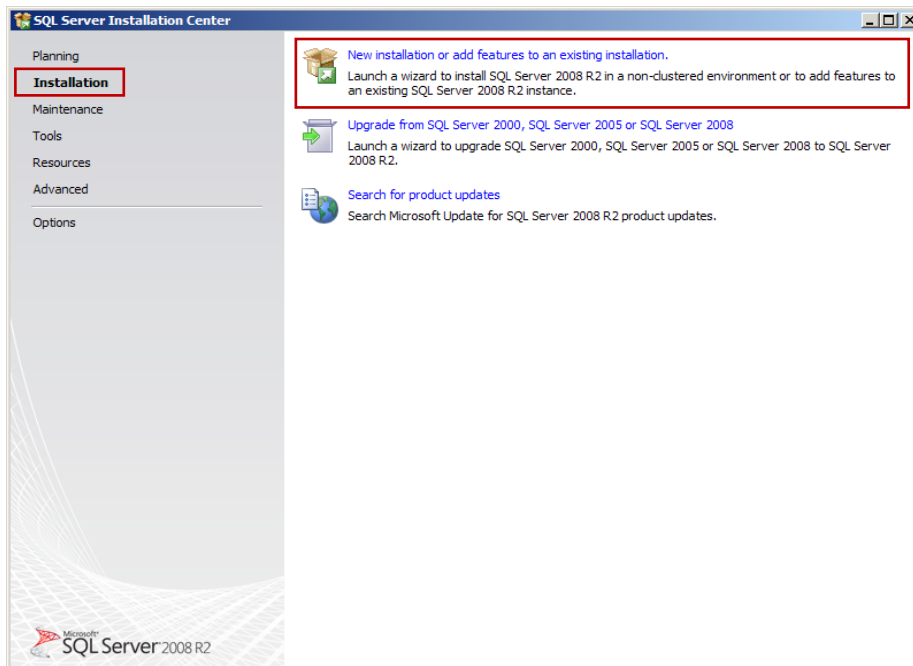 SQL Server Installation Center
Planning
Installation
Maintenance
Tools
Resources
Advanced
Options
New installation or add features to an existing installation.
Launch a wizard to install SQL Server 2008 R2 in a non-clustered environment or to add features to
an existing SQL Server 2008 R2 instance.
Upgrade from SQL Server 2000, SQL Server 2005 or SQL Server 2008
Launch a wizard to upgrade SQL Server 2000, SQL Server 2005 or SQL Server 2008 to SQL Server
2008 R2.
Search for product updates
Search Microsoft Update for SQL Server 2008 R2 product updates.
Microsoft®
SQL Server 2008 R2